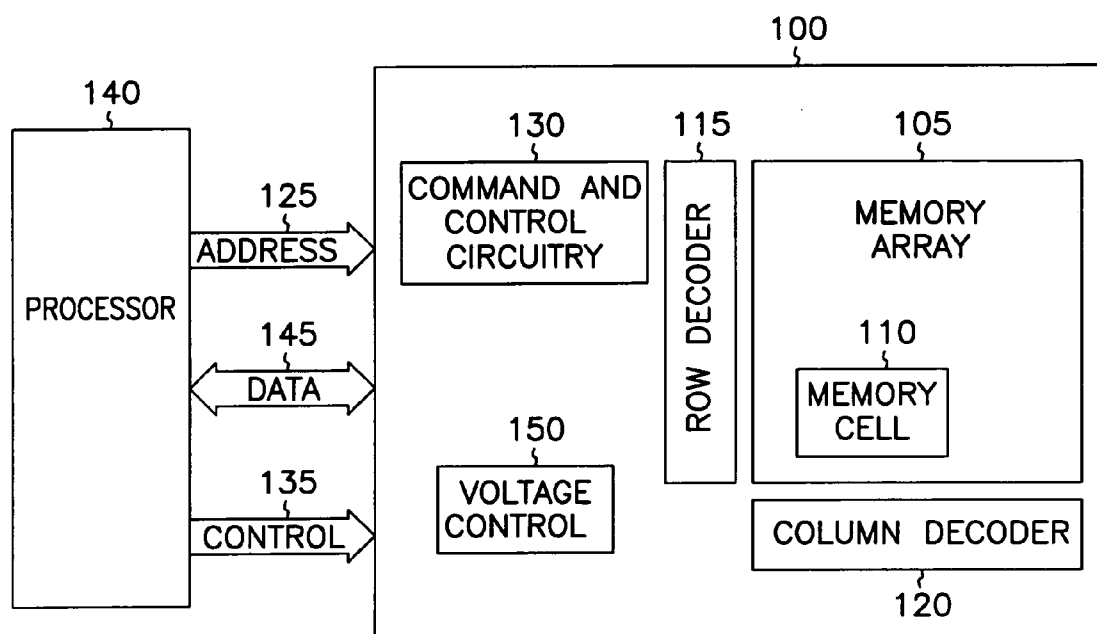 100
140
130
115
105
COMMAND AND
CONTROL
CIRCUITRY
ROW DECODER
MEMORY
ARRAY
125
ADDRESS
PROCESSOR
145
DATA
110
MEMORY
CELL
150
VOLTAGE
CONTROL
135
CONTROL
COLUMN DECODER
120